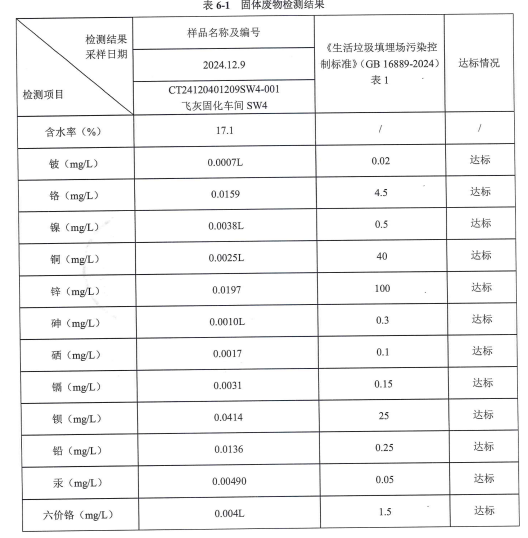 表 6-1 固体废物检测结果
检测结果
采样日期
检测项目
样品名称及编号
2024.12.9
CT24120401209SW4-001
飞灰固化车间 SW4
《生活垃圾填埋场污染控
制标准》（GB 16889-2024）
表 1
达标情况
含水率（%） 17.1 / /
铍（mg/L） 0.0007L 0.02 达标
铬（mg/L） 0.0159 4.5 达标
镍（mg/L） 0.0038L 0.5 达标
铜（mg/L） 0.0025L 40 达标
锌（mg/L） 0.0197 100 达标
砷（mg/L） 0.0010L 0.3 达标
硒（mg/L） 0.0017 0.1 达标
镉（mg/L） 0.0031 0.15 达标
钡（mg/L） 0.0414 25 达标
铅（mg/L） 0.0136 0.25 达标
汞（mg/L） 0.00490 0.05 达标
六价铬（mg/L） 0.004L 1.5 达标